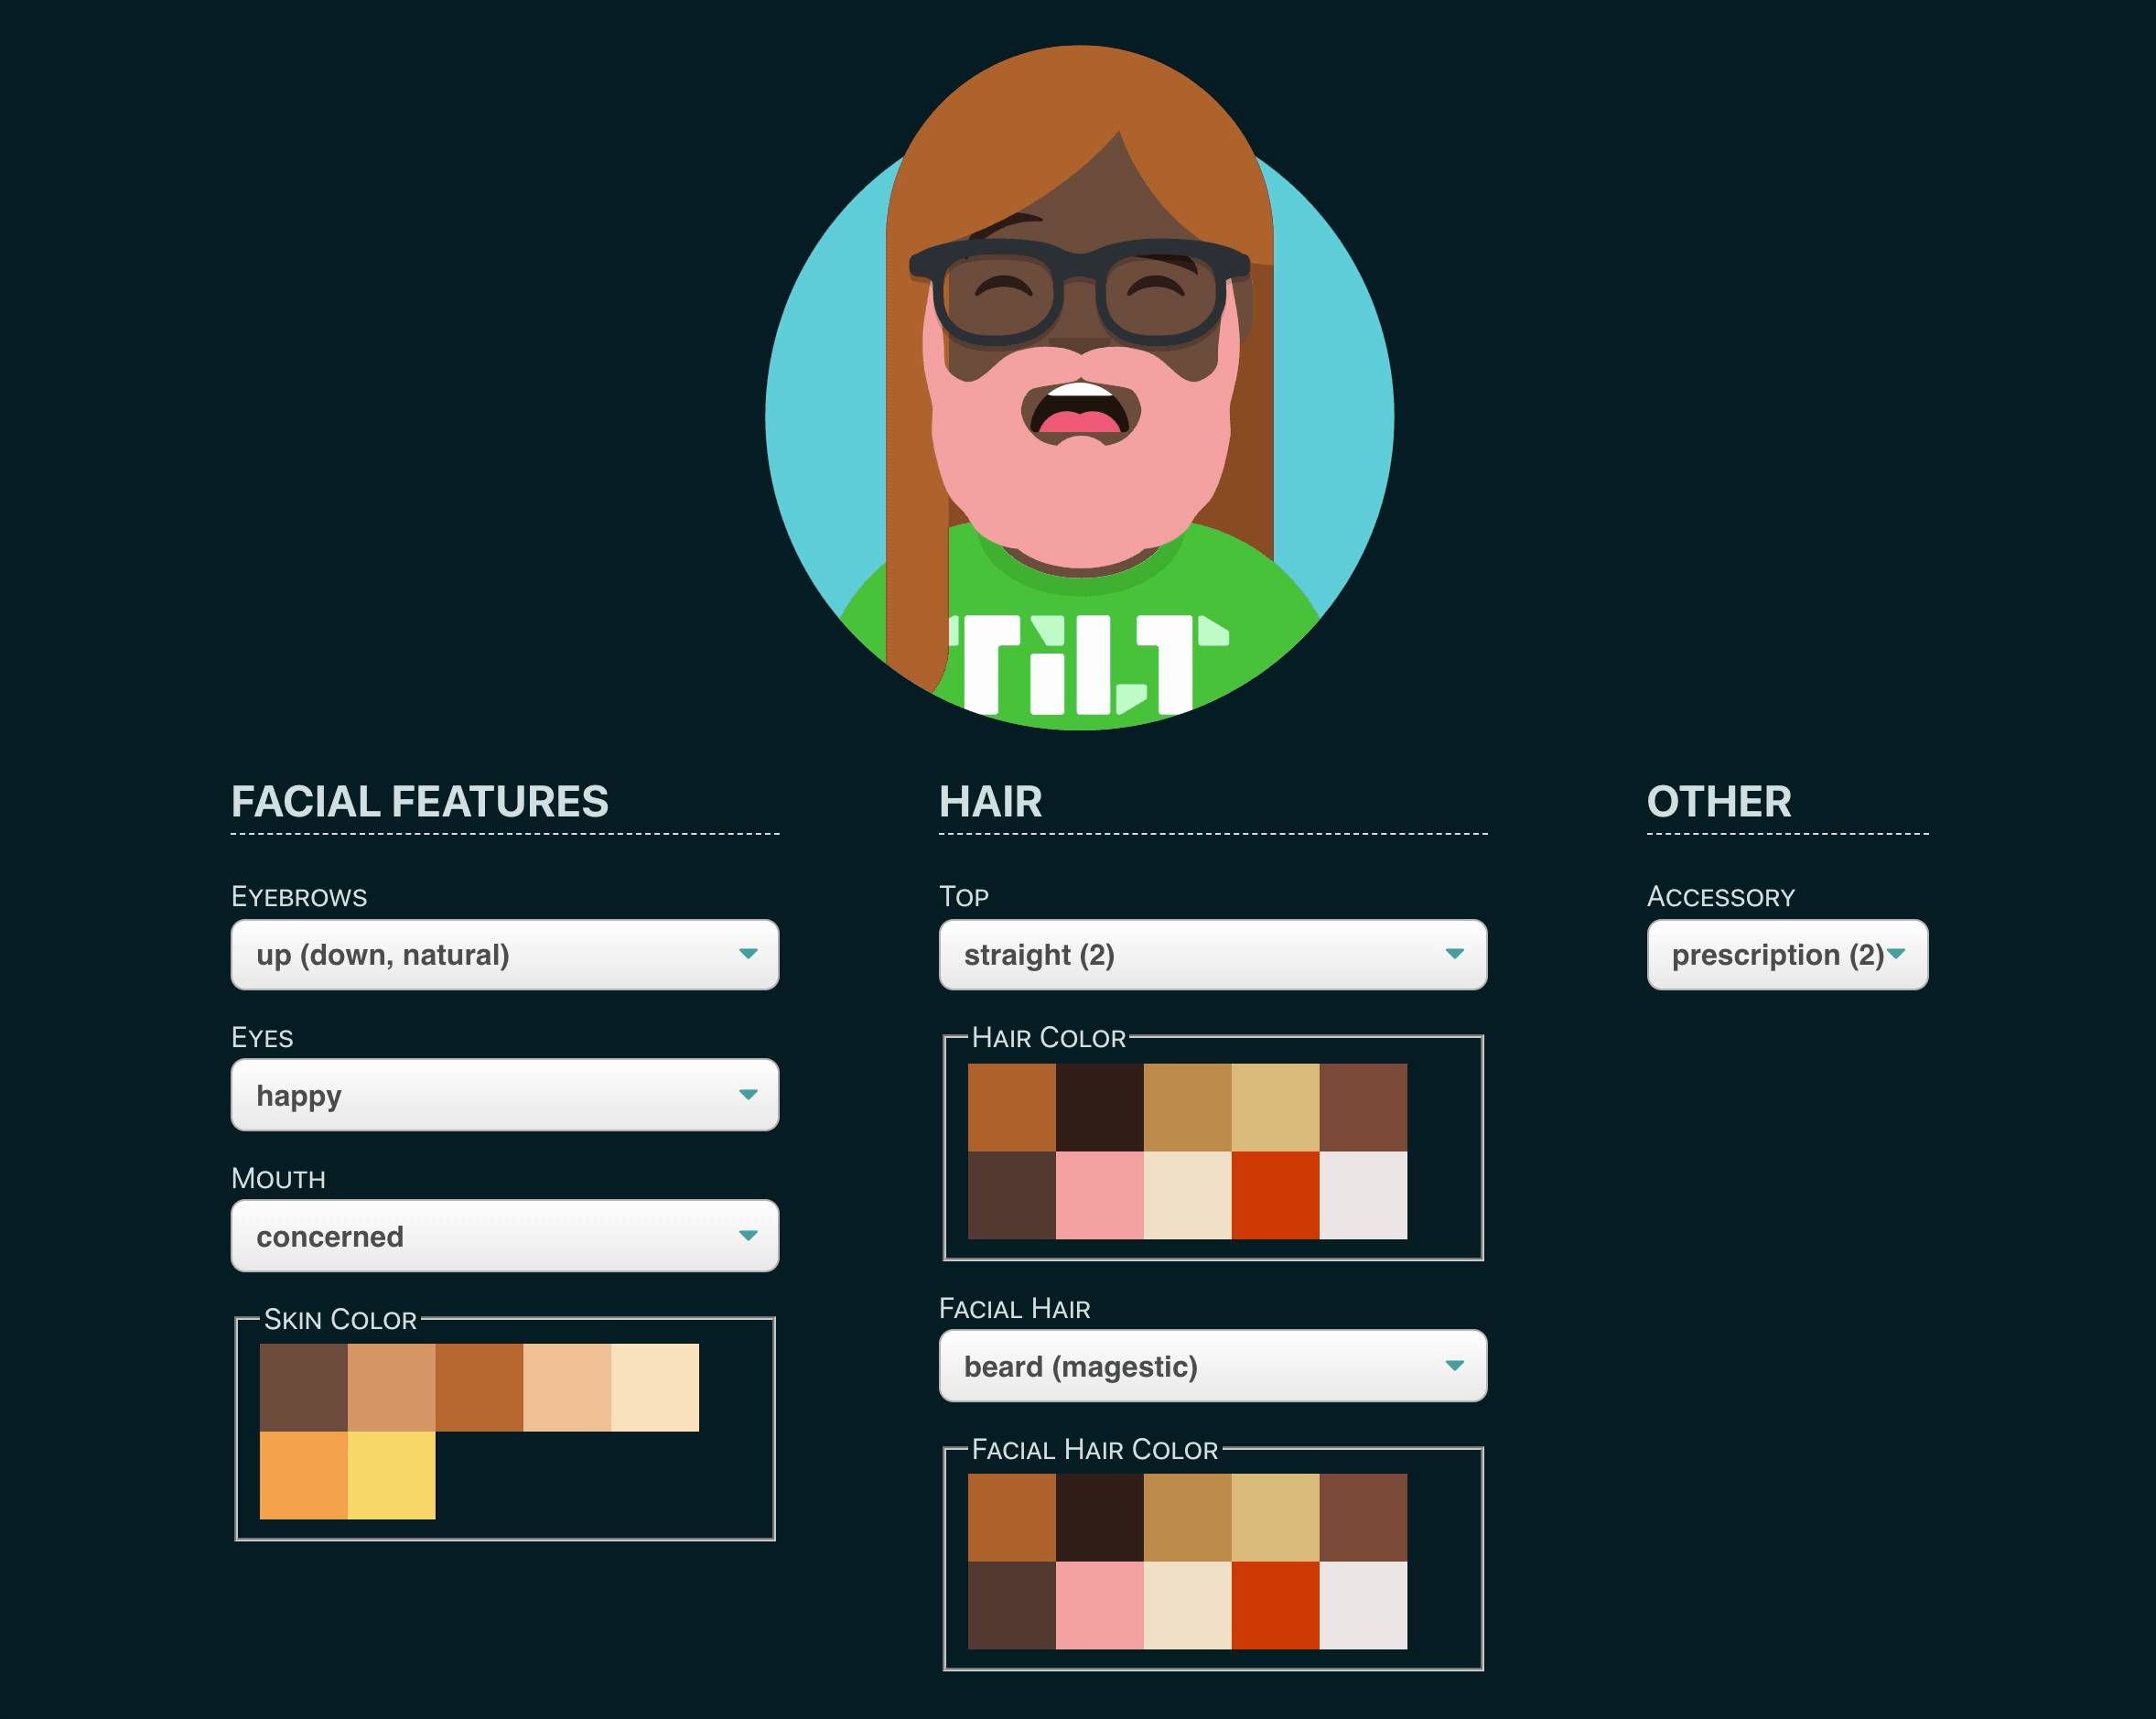 TiLT
FACIAL FEATURES
Eyebrows
up (down, natural)
Eyes
happy
Mouth
concerned
Skin Color
HAIR
Top
straight (2)
Hair Color
Facial Hair
beard (magestic)
Facial Hair Color
OTHER
Accessory
prescription (2)